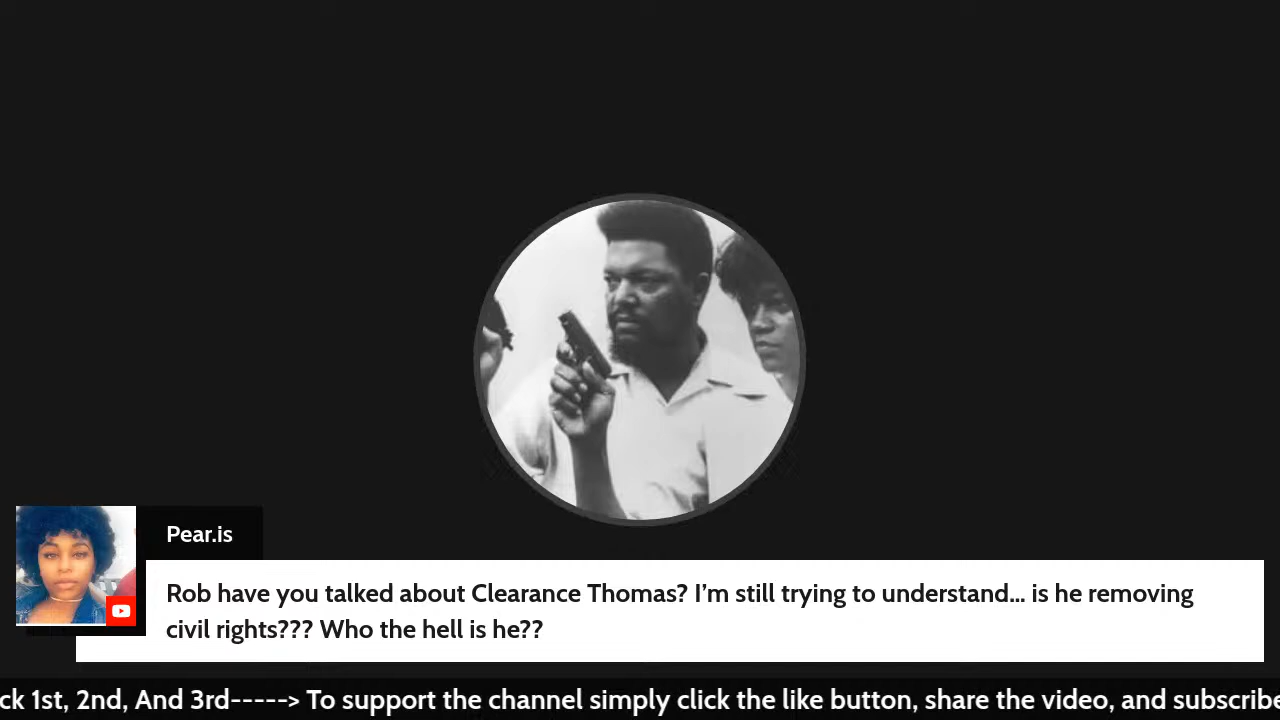 Pear.is
Rob have you talked about Clearance Thomas? I’m still trying to understand... is he removing
civil rights??? Who the hell is he??
ck 1st, 2nd, And 3rd-----> To support the channel simply click the like button, share the video, and subscribe